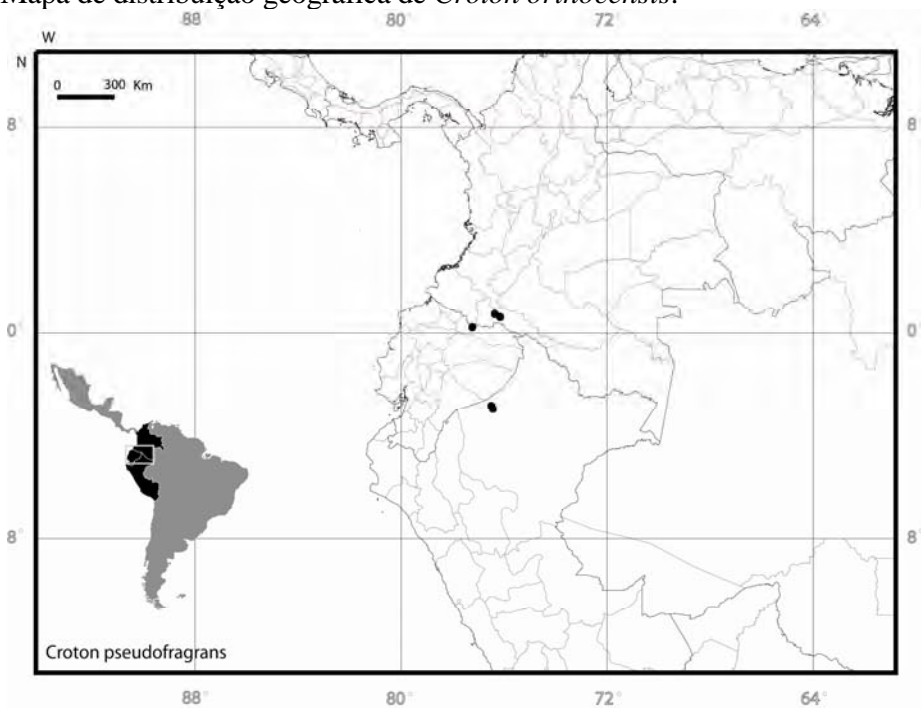 Mapa de distribuição geográfica de Croton orinocensis.
88° 80° 72° 64°
W
N
0 300 Km
8° 8°
0° 0°
8° 8°
Croton pseudofragrans
88° 80° 72° 64°